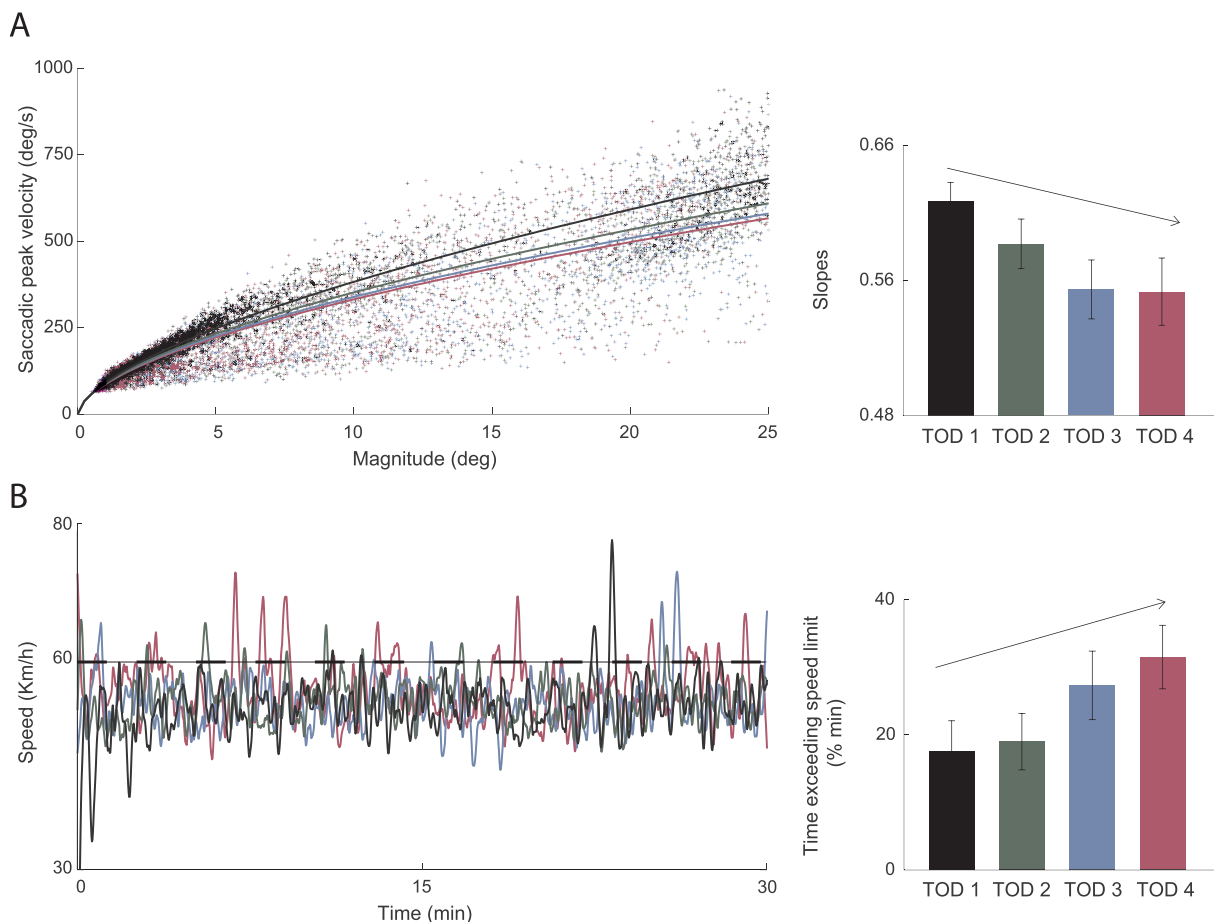 A
Saccadic peak velocity (deg/s)
1000
750
500
250
0
0 5 10 15 20 25
Magnitude (deg)
Slopes
0.66
0.56
0.48
TOD 1 TOD 2 TOD 3 TOD 4
B
Speed (Km/h)
80
60
30
0 15 30
Time (min)
Time exceeding speed limit
(% min)
40
20
0
TOD 1 TOD 2 TOD 3 TOD 4